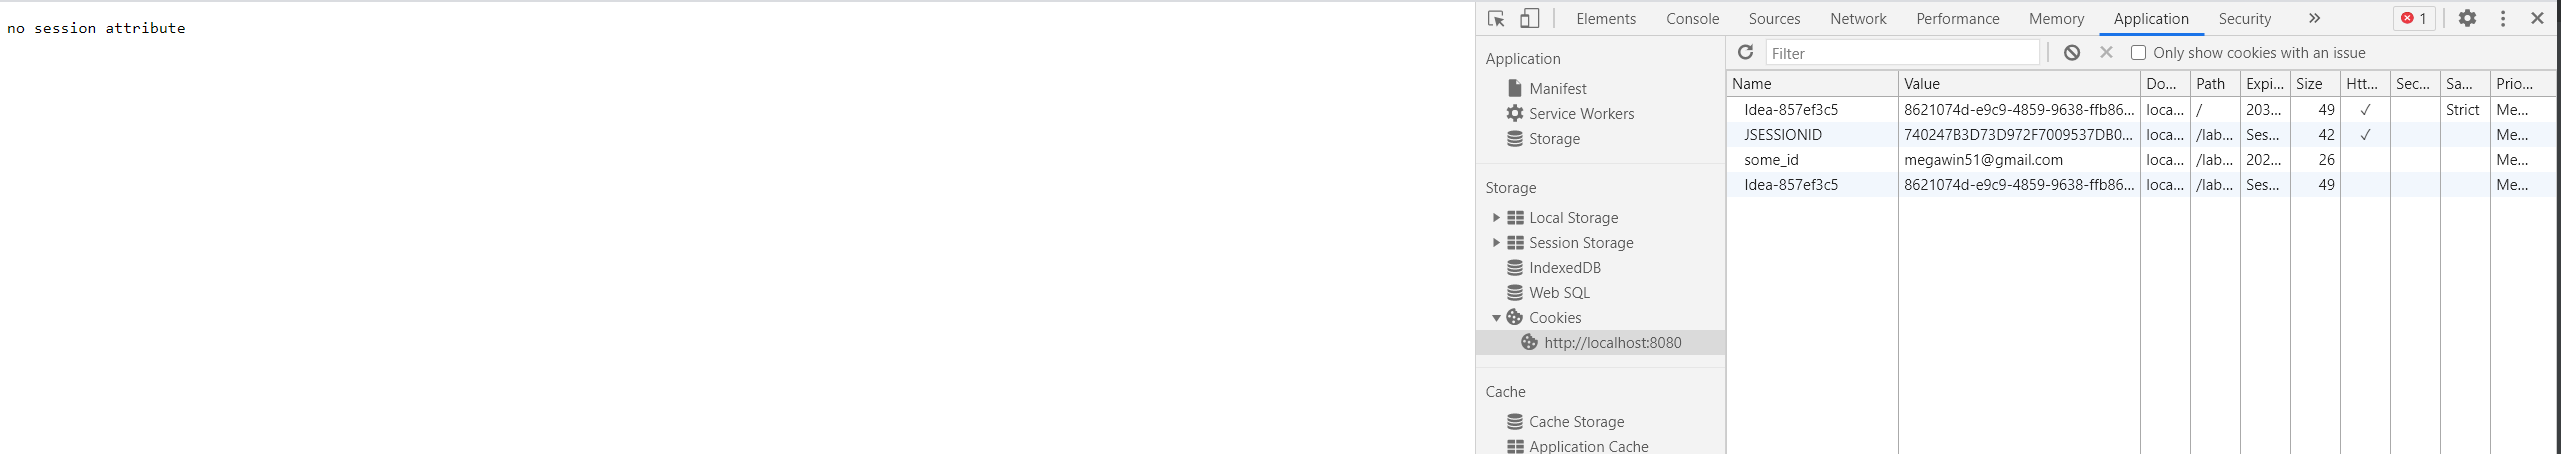 no session attribute
Elements Console Sources Network Performance Memory Application Security 1
Application
Manifest
Service Workers
Storage
Storage
Local Storage
Session Storage
IndexedDB
Web SQL
Cookies
http://localhost:8080
Cache
Cache Storage
Application Cache
Filter Only show cookies with an issue
Name Value Do... Path Expi... Size Htt... Sec... Sa... Prio...
Idea-857ef3c5 8621074d-e9c9-4859-9638-ffb86... loca... / 203... 49 ✓ Strict Me...
JSESSIONID 740247B3D73D972F7009537DB0... loca... /lab... Ses... 42 ✓ Me...
some_id megawin51@gmail.com loca... /lab... 202... 26 Me...
Idea-857ef3c5 8621074d-e9c9-4859-9638-ffb86... loca... /lab... Ses... 49 Me...